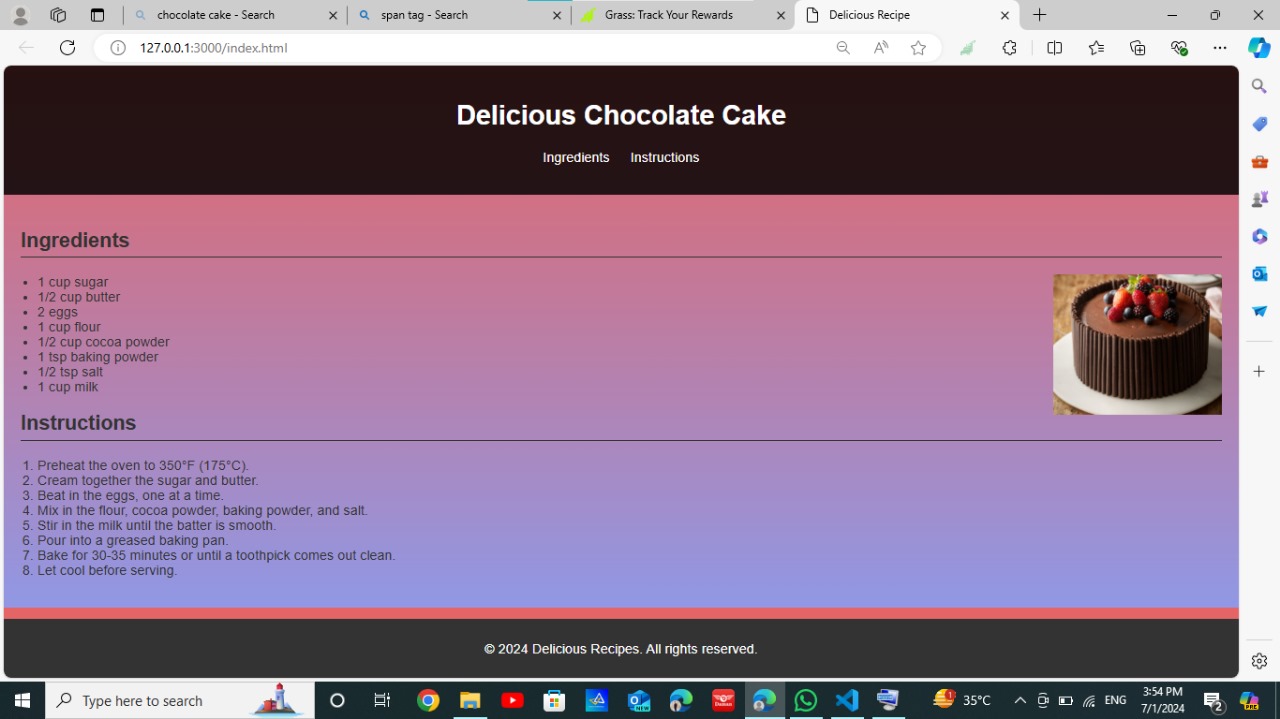 chocolate cake - Search
span tag - Search
Grass: Track Your Rewards
Delicious Recipe
127.0.0.1:3000/index.html
Delicious Chocolate Cake
Ingredients Instructions
Ingredients
• 1 cup sugar
• 1/2 cup butter
• 2 eggs
• 1 cup flour
• 1/2 cup cocoa powder
• 1 tsp baking powder
• 1/2 tsp salt
• 1 cup milk
Instructions
1. Preheat the oven to 350°F (175°C).
2. Cream together the sugar and butter.
3. Beat in the eggs, one at a time.
4. Mix in the flour, cocoa powder, baking powder, and salt.
5. Stir in the milk until the batter is smooth.
6. Pour into a greased baking pan.
7. Bake for 30-35 minutes or until a toothpick comes out clean.
8. Let cool before serving.
© 2024 Delicious Recipes. All rights reserved.
Type here to search
35°C
ENG
3:54 PM
7/1/2024
2